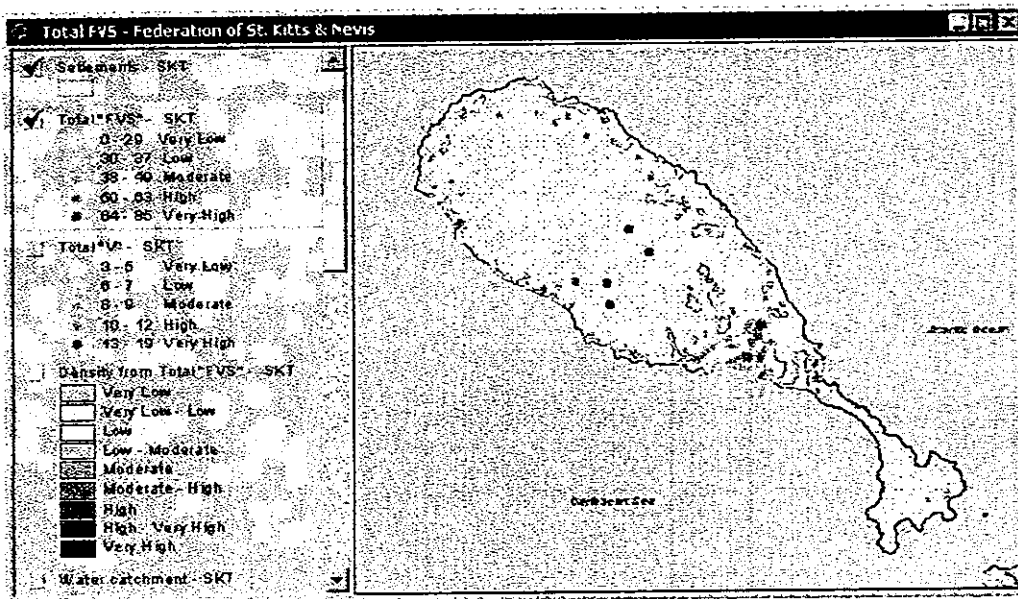 Total FVS - Federation of St. Kitts & Nevis
Settlements - SKT
Total "FVS" - SKT
0 - 29 Very Low
30 - 37 Low
38 - 49 Moderate
60 - 63 High
64 - 85 Very High
Total "V" - SKT
3 - 5 Very Low
6 - 7 Low
8 - 9 Moderate
10 - 12 High
13 - 19 Very High
Density from Total "FVS" - SKT
Very Low
Very Low - Low
Low
Low - Moderate
Moderate
Moderate - High
High
High - Very High
Very High
Water catchment - SKT
Atlantic Ocean
Caribbean Sea